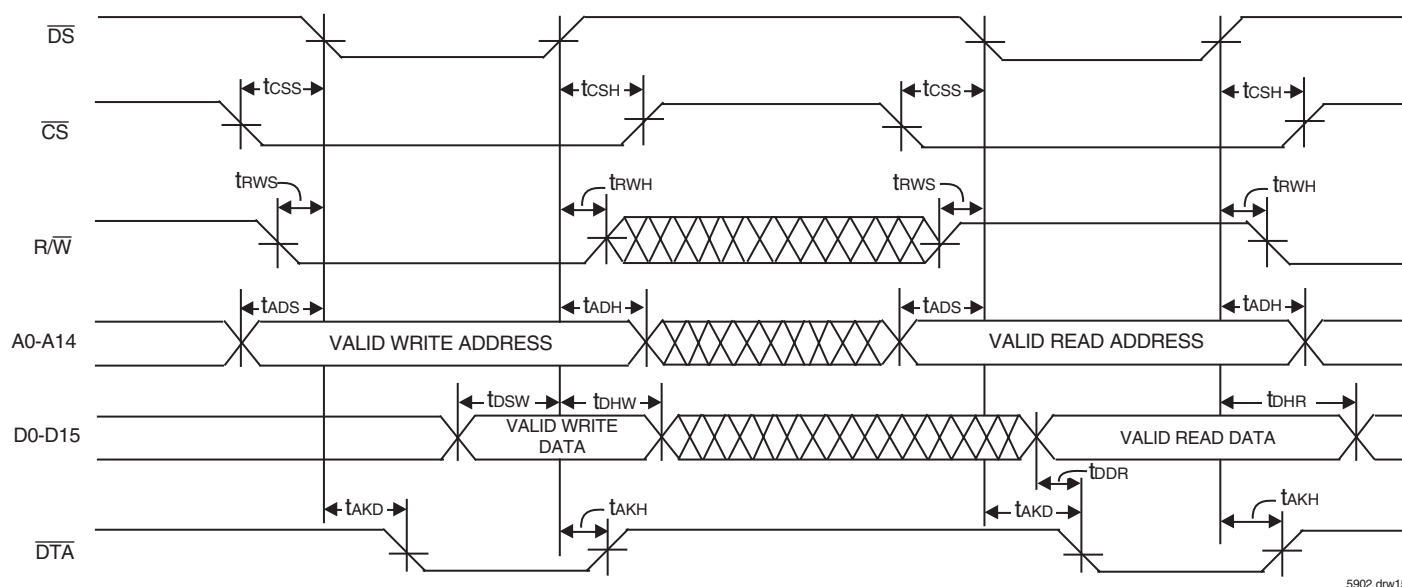 DS
tCSS tCSH tCSS tCSH
CS
tRWS tRWH tRWS tRWH
R/W
tADS tADH tADS tADH
A0-A14 VALID WRITE ADDRESS VALID READ ADDRESS
tDSW tDHW tDHR
D0-D15 VALID WRITE DATA VALID READ DATA
tDDR
tAKD tAKH tAKD tAKH
DTA